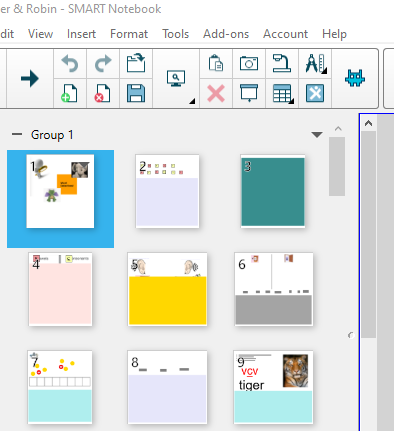 er & Robin - SMART Notebook
dit View Insert Format Tools Add-ons Account Help
Group 1
1 2 3
4 5 6
7 8 9
vcv
tiger